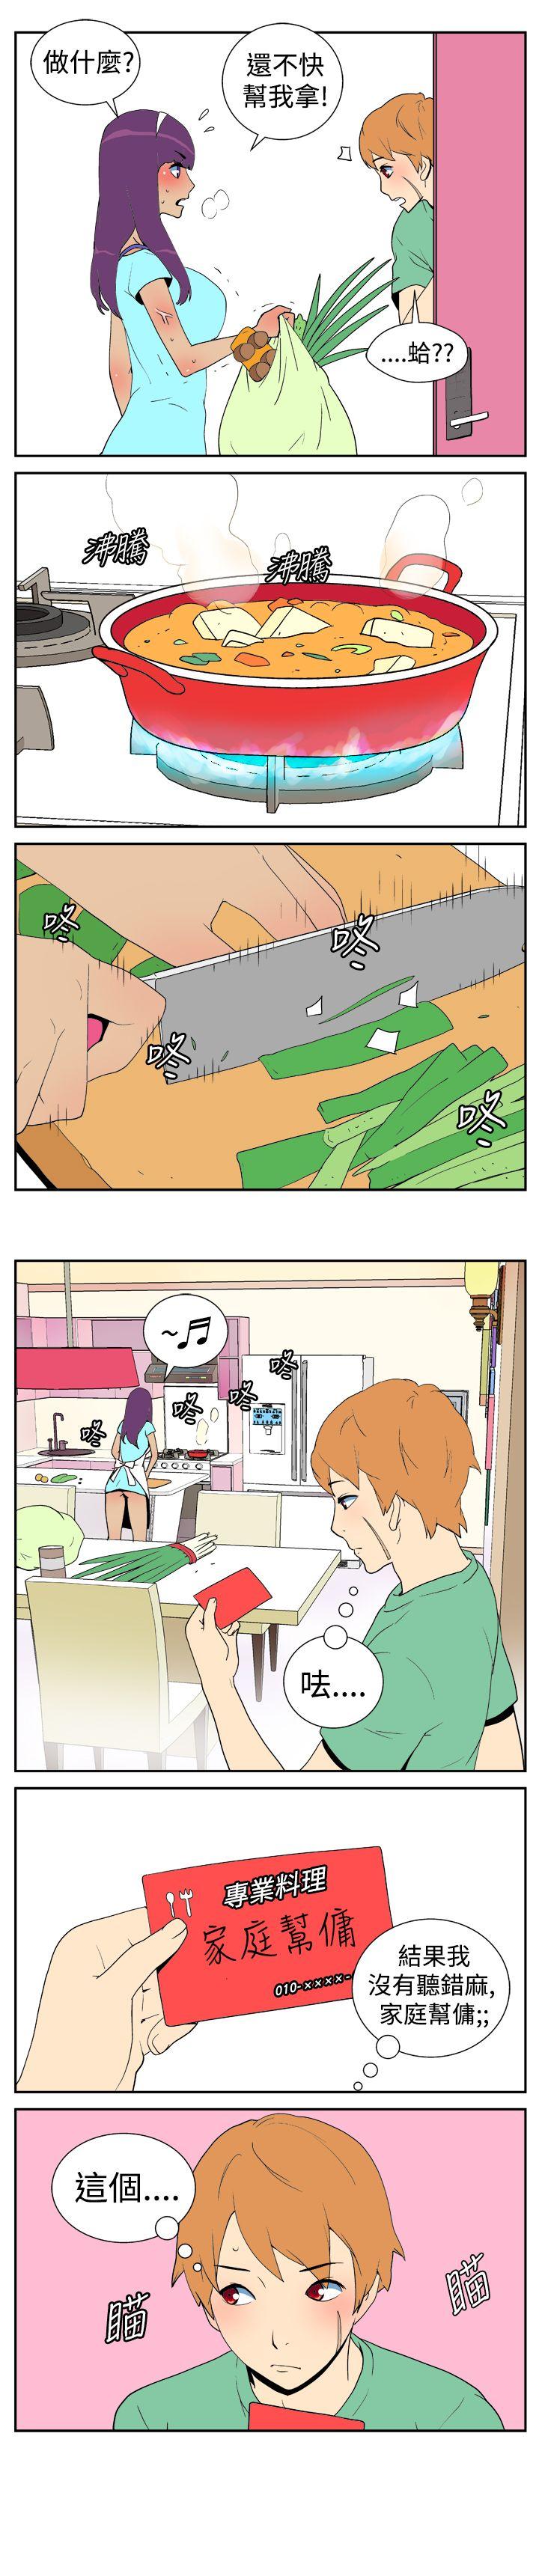 做什麼?
還不快
幫我拿!
....蛤??
沸騰
沸騰
咚
咚
咚
咚
~♫
咚
咚
咚
咚
呿....
專業料理
家庭幫傭
010-××××-
結果我
沒有聽錯麻,
家庭幫傭;;
這個....
瞄
瞄